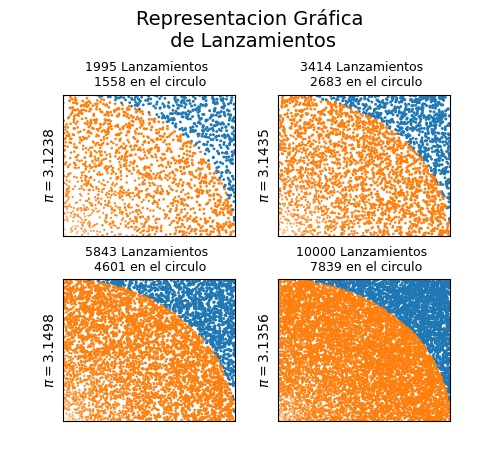 Representacion Gráfica
de Lanzamientos
1995 Lanzamientos
1558 en el circulo
π = 3.1238
3414 Lanzamientos
2683 en el circulo
π = 3.1435
5843 Lanzamientos
4601 en el circulo
π = 3.1498
10000 Lanzamientos
7839 en el circulo
π = 3.1356